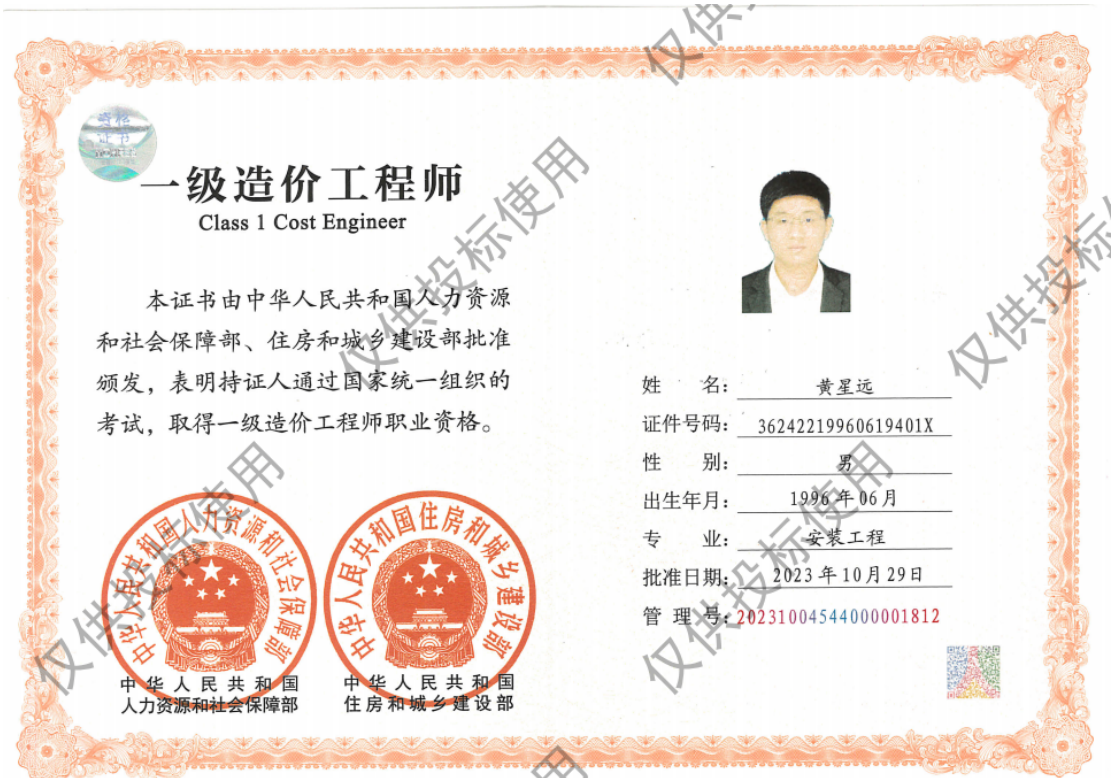 资格
证书
一级造价工程师
Class 1 Cost Engineer
本证书由中华人民共和国人力资源
和社会保障部、住房和城乡建设部批准
颁发，表明持证人通过国家统一组织的
考试，取得一级造价工程师职业资格。
中华人民共和国人力资源和社会保障部
中华人民共和国
人力资源和社会保障部
中华人民共和国住房和城乡建设部
中华人民共和国
住房和城乡建设部
姓 名： 黄星远
证件号码： 36242219960619401X
性 别： 男
出生年月： 1996年06月
专 业： 安装工程
批准日期： 2023年10月29日
管 理 号：20231004544000001812
仅供投标使用
仅供投标使用
仅供投标使用
仅供投标使用